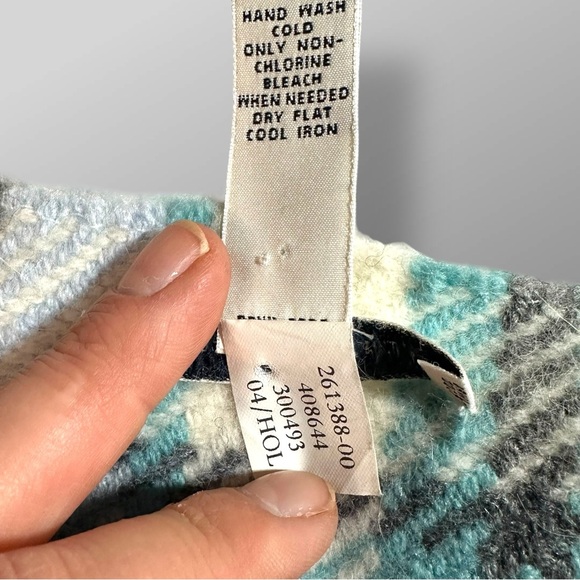 HAND WASH
COLD
ONLY NON-
CHLORINE
BLEACH
WHEN NEEDED
DRY FLAT
COOL IRON
261388-00
408644
300493
04/HOL